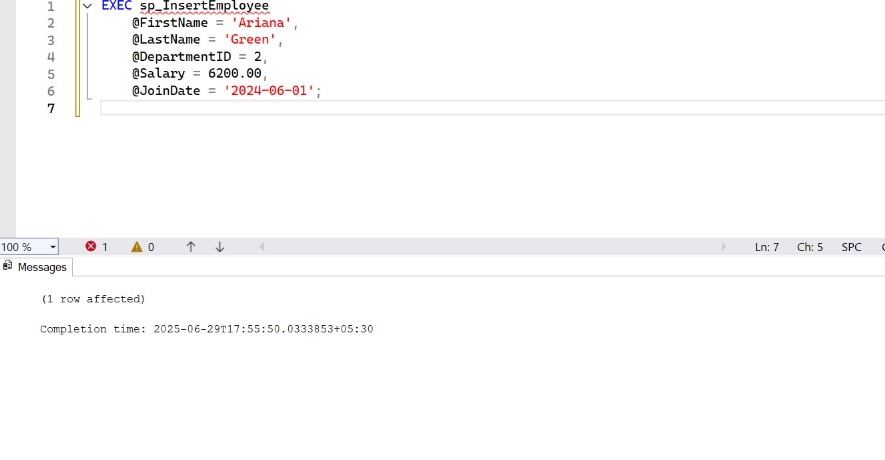 1 EXEC sp_InsertEmployee
2 @FirstName = 'Ariana',
3 @LastName = 'Green',
4 @DepartmentID = 2,
5 @Salary = 6200.00,
6 @JoinDate = '2024-06-01';
7
100 % 1 0 Ln: 7 Ch: 5 SPC
Messages
(1 row affected)
Completion time: 2025-06-29T17:55:50.0333853+05:30